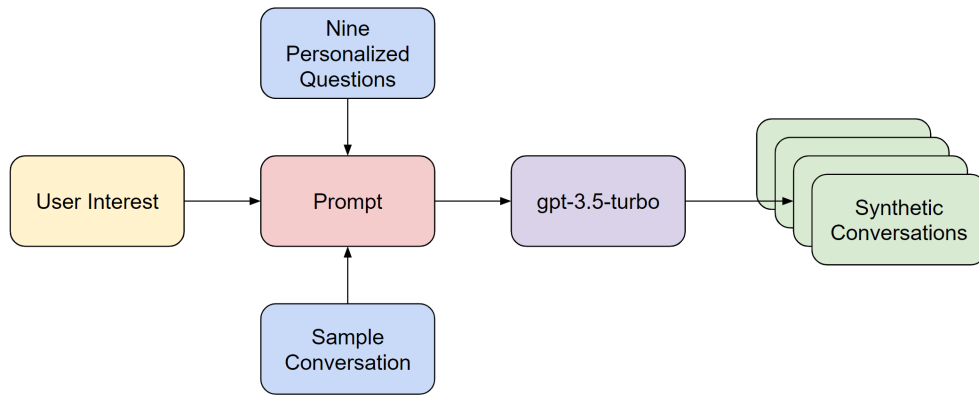 Nine
Personalized
Questions
User Interest
Prompt
gpt-3.5-turbo
Synthetic
Conversations
Sample
Conversation